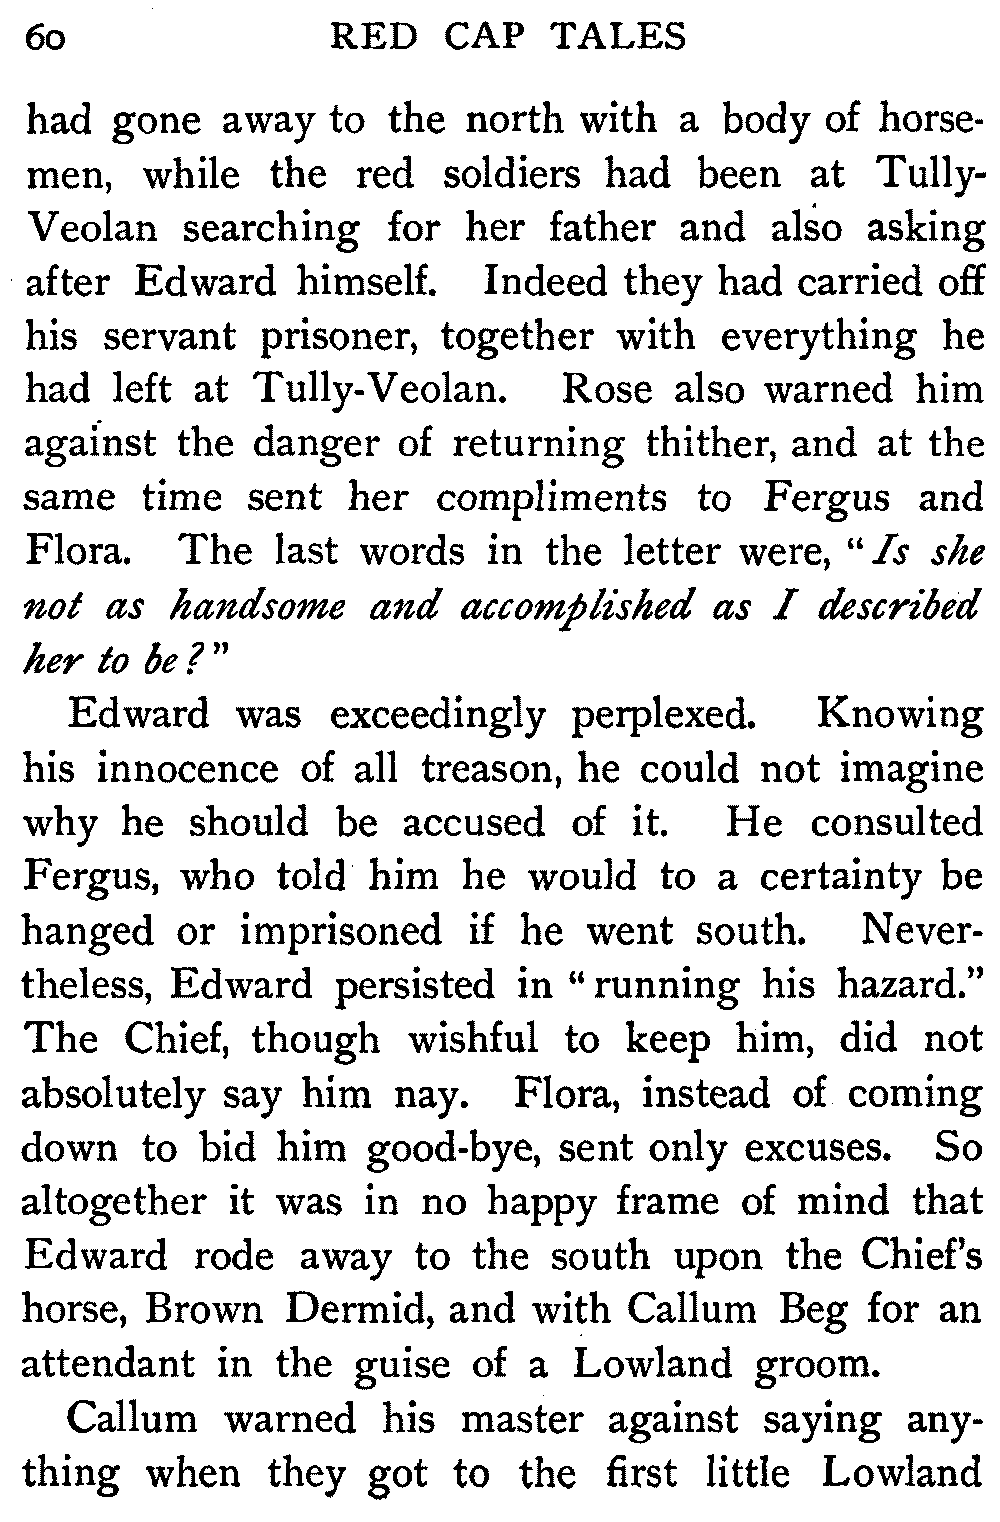 60 RED CAP TALES
had gone away to the north with a body of horse-
men, while the red soldiers had been at Tully-
Veolan searching for her father and also asking
after Edward himself. Indeed they had carried off
his servant prisoner, together with everything he
had left at Tully-Veolan. Rose also warned him
against the danger of returning thither, and at the
same time sent her compliments to Fergus and
Flora. The last words in the letter were, "Is she
not as handsome and accomplished as I described
her to be?"
Edward was exceedingly perplexed. Knowing
his innocence of all treason, he could not imagine
why he should be accused of it. He consulted
Fergus, who told him he would to a certainty be
hanged or imprisoned if he went south. Never-
theless, Edward persisted in "running his hazard."
The Chief, though wishful to keep him, did not
absolutely say him nay. Flora, instead of coming
down to bid him good-bye, sent only excuses. So
altogether it was in no happy frame of mind that
Edward rode away to the south upon the Chief's
horse, Brown Dermid, and with Callum Beg for an
attendant in the guise of a Lowland groom.
Callum warned his master against saying any-
thing when they got to the first little Lowland